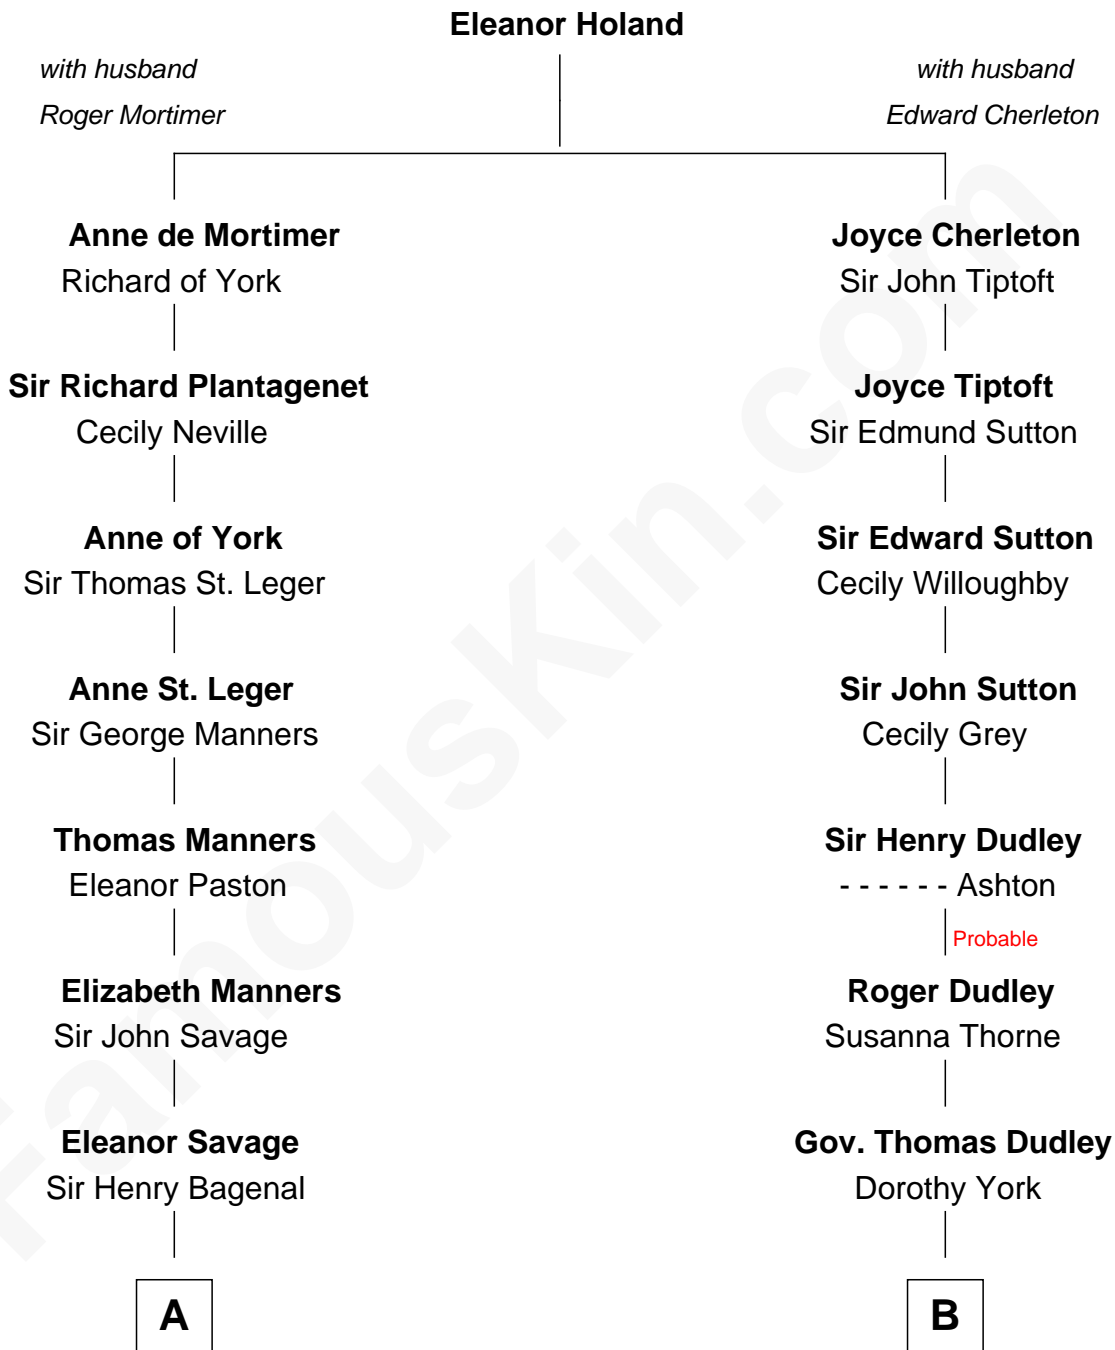 Eleanor Holand
with husband
Roger Mortimer
with husband
Edward Cherleton
Anne de Mortimer
Richard of York
Joyce Cherleton
Sir John Tiptoft
Sir Richard Plantagenet
Cecily Neville
Joyce Tiptoft
Sir Edmund Sutton
Anne of York
Sir Thomas St. Leger
Sir Edward Sutton
Cecily Willoughby
Anne St. Leger
Sir George Manners
Sir John Sutton
Cecily Grey
Thomas Manners
Eleanor Paston
Sir Henry Dudley
- - - - - - Ashton
Probable
Elizabeth Manners
Sir John Savage
Roger Dudley
Susanna Thorne
Eleanor Savage
Sir Henry Bagenal
Gov. Thomas Dudley
Dorothy York
A
B
FamousKin.com